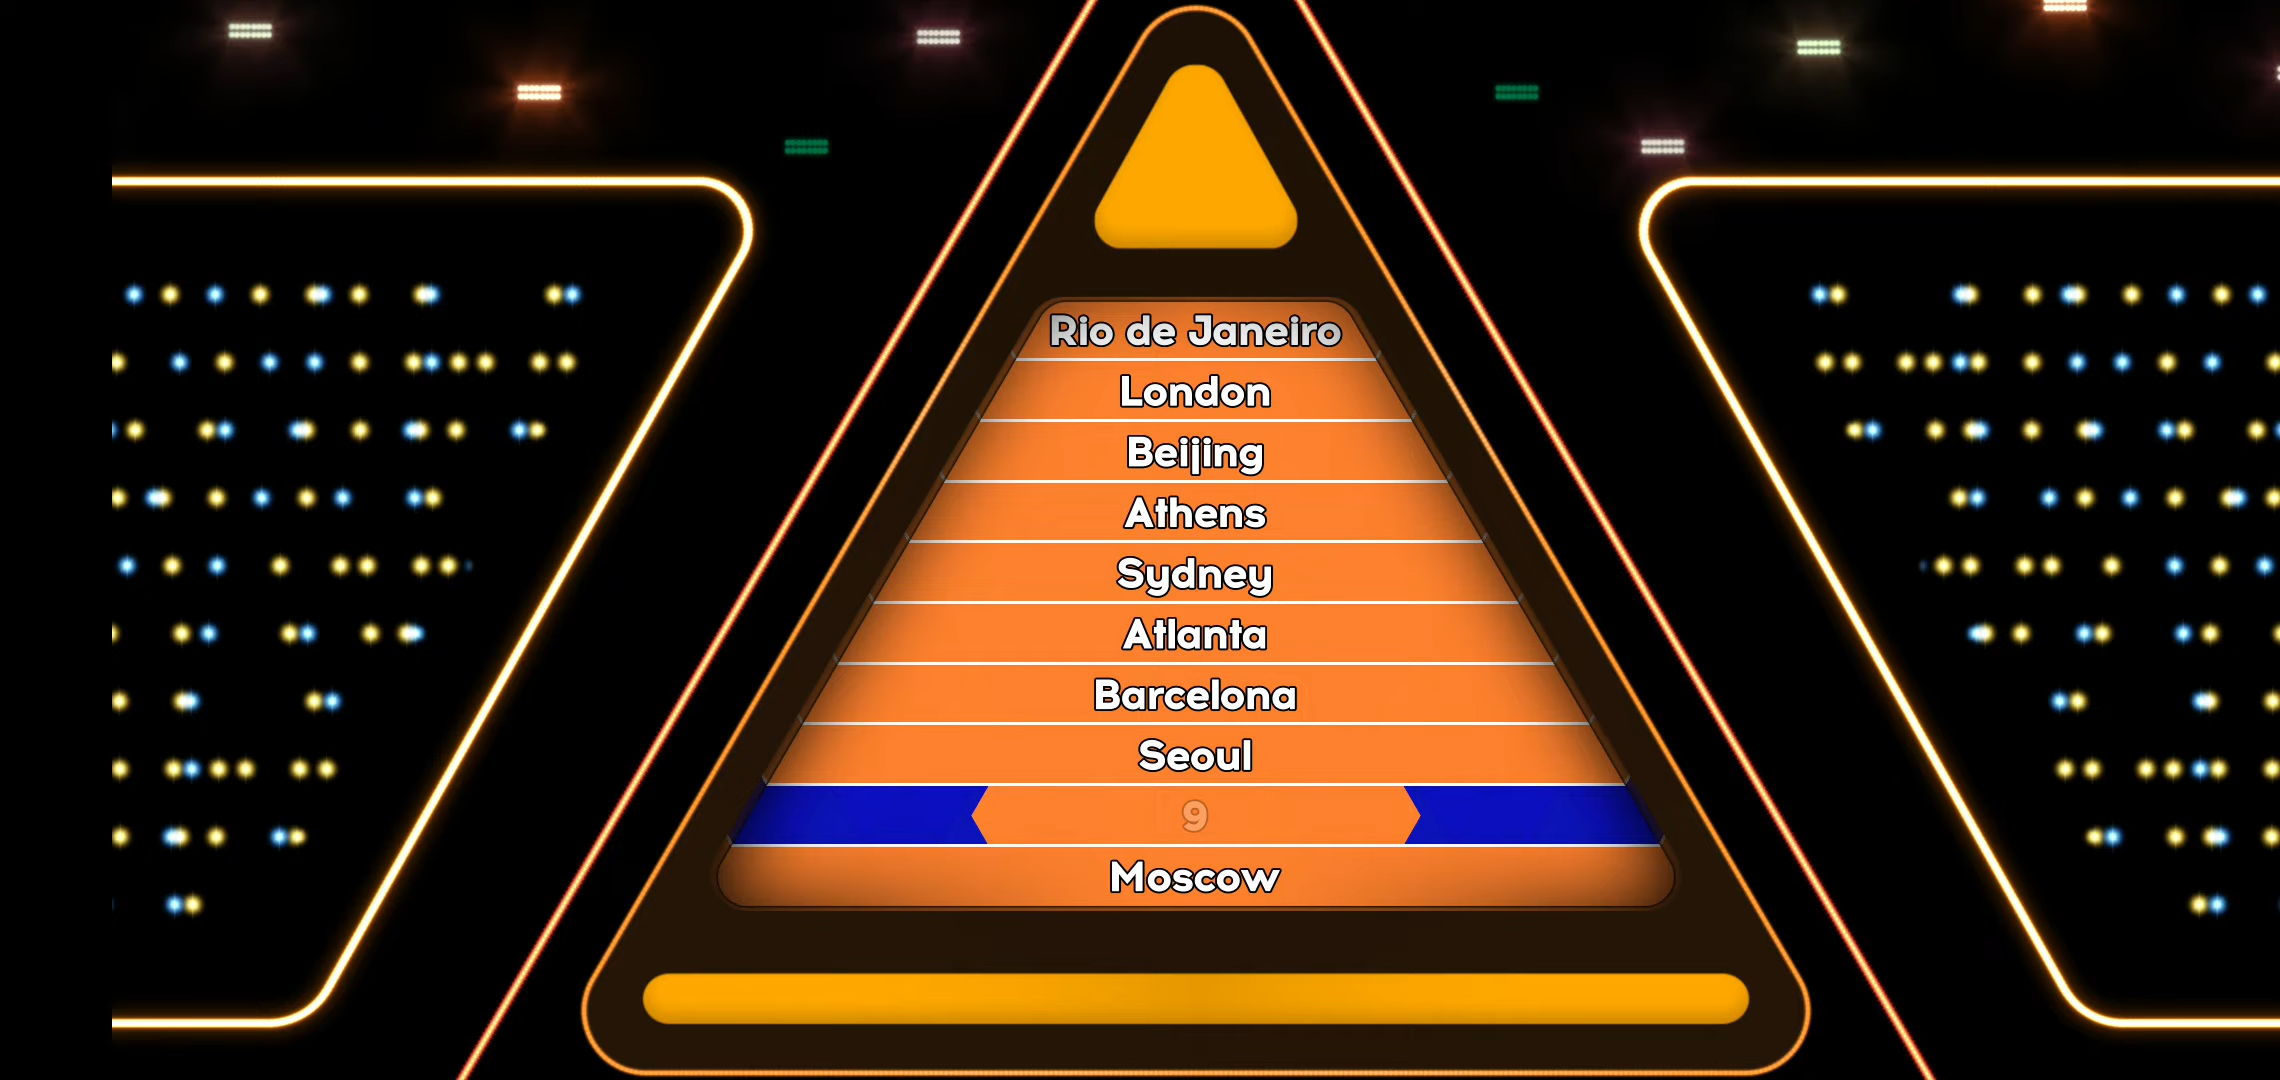 Rio de Janeiro
London
Beijing
Athens
Sydney
Atlanta
Barcelona
Seoul
9
Moscow